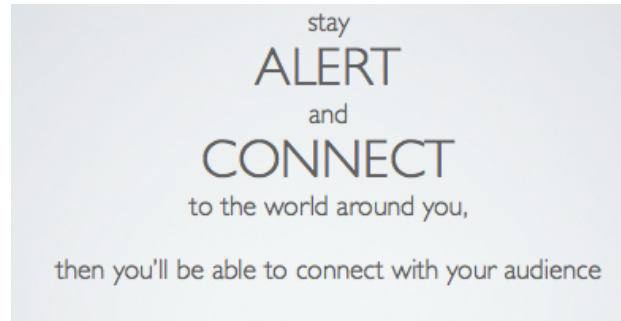 stay
ALERT
and
CONNECT
to the world around you,
then you'll be able to connect with your audience